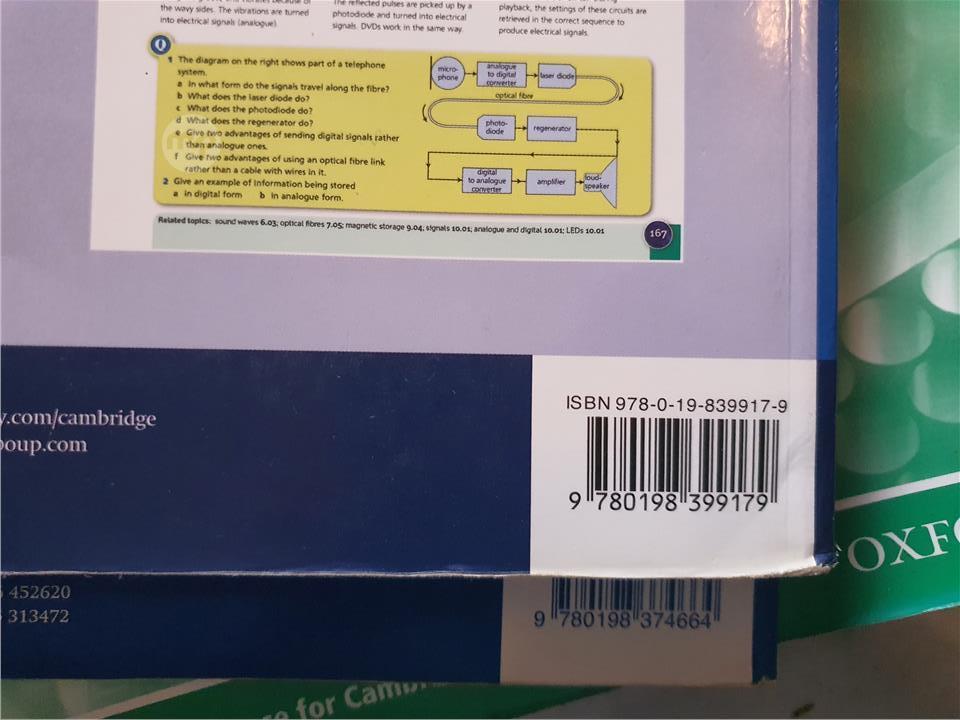 the wavy sides. The vibrations are turned
into electrical signals (analogue).
The reflected pulses are picked up by a
photodiode and turned into electrical
signals. DVDs work in the same way.
playback, the settings of these circuits are
retrieved in the correct sequence to
produce electrical signals.
Q
1 The diagram on the right shows part of a telephone
system.
a In what form do the signals travel along the fibre?
b What does the laser diode do?
c What does the photodiode do?
d What does the regenerator do?
e Give two advantages of sending digital signals rather
than analogue ones.
f Give two advantages of using an optical fibre link
rather than a cable with wires in it.
2 Give an example of information being stored
a in digital form b in analogue form.
micro-
phone
analogue
to digital
converter
laser diode
optical fibre
photo-
diode
regenerator
digital
to analogue
converter
amplifier
loud-
speaker
Related topics: sound waves 6.03; optical fibres 7.05; magnetic storage 9.04; signals 10.01; analogue and digital 10.01; LEDs 10.01
167
y.com/cambridge
oup.com
ISBN 978-0-19-839917-9
9 780198 399179
452620
313472
9 780198 374664
OXFO
for Camb